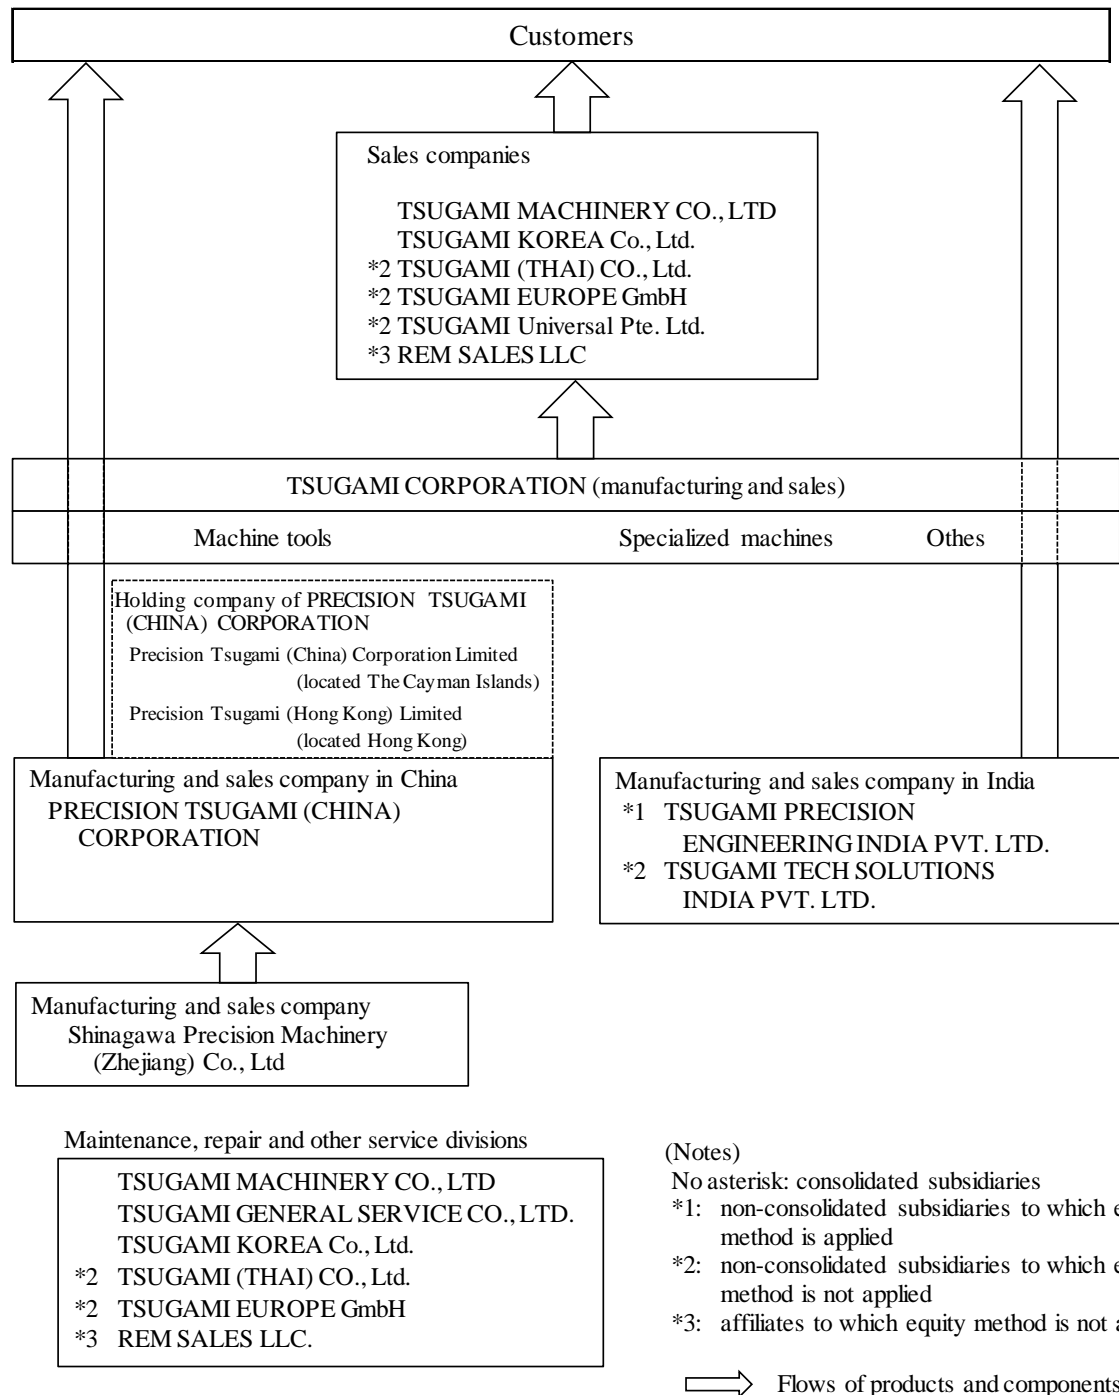 Customers
Sales companies
TSUGAMI MACHINERY CO., LTD
TSUGAMI KOREA Co., Ltd.
*2 TSUGAMI (THAI) CO., Ltd.
*2 TSUGAMI EUROPE GmbH
*2 TSUGAMI Universal Pte. Ltd.
*3 REM SALES LLC
TSUGAMI CORPORATION (manufacturing and sales)
Machine tools Specialized machines Othes
Holding company of PRECISION TSUGAMI
(CHINA) CORPORATION
Precision Tsugami (China) Corporation Limited
(located The Cayman Islands)
Precision Tsugami (Hong Kong) Limited
(located Hong Kong)
Manufacturing and sales company in China
PRECISION TSUGAMI (CHINA)
CORPORATION
Manufacturing and sales company in India
*1 TSUGAMI PRECISION
ENGINEERING INDIA PVT. LTD.
*2 TSUGAMI TECH SOLUTIONS
INDIA PVT. LTD.
Manufacturing and sales company
Shinagawa Precision Machinery
(Zhejiang) Co., Ltd
Maintenance, repair and other service divisions
TSUGAMI MACHINERY CO., LTD
TSUGAMI GENERAL SERVICE CO., LTD.
TSUGAMI KOREA Co., Ltd.
*2 TSUGAMI (THAI) CO., Ltd.
*2 TSUGAMI EUROPE GmbH
*3 REM SALES LLC.
(Notes)
No asterisk: consolidated subsidiaries
*1: non-consolidated subsidiaries to which
method is applied
*2: non-consolidated subsidiaries to which
method is not applied
*3: affiliates to which equity method is not
Flows of products and components